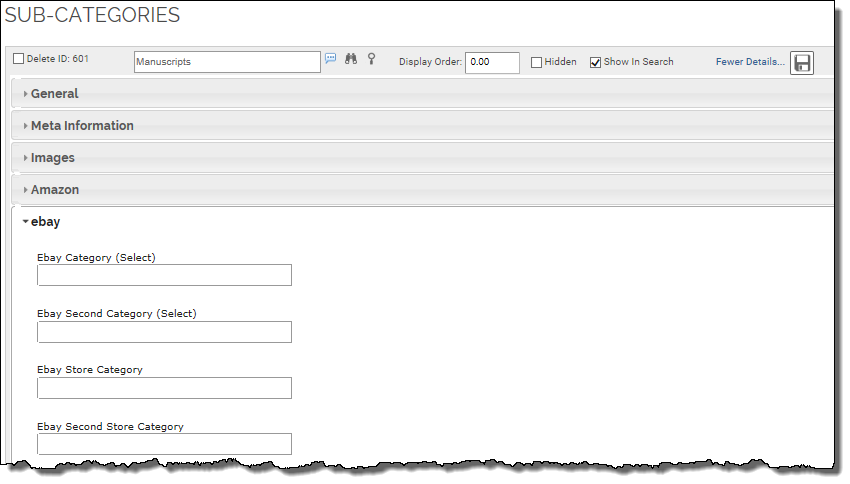 SUB-CATEGORIES
Delete ID: 601 Manuscripts Display Order: 0.00 Hidden Show In Search Fewer Details...
General
Meta Information
Images
Amazon
ebay
Ebay Category (Select)
Ebay Second Category (Select)
Ebay Store Category
Ebay Second Store Category